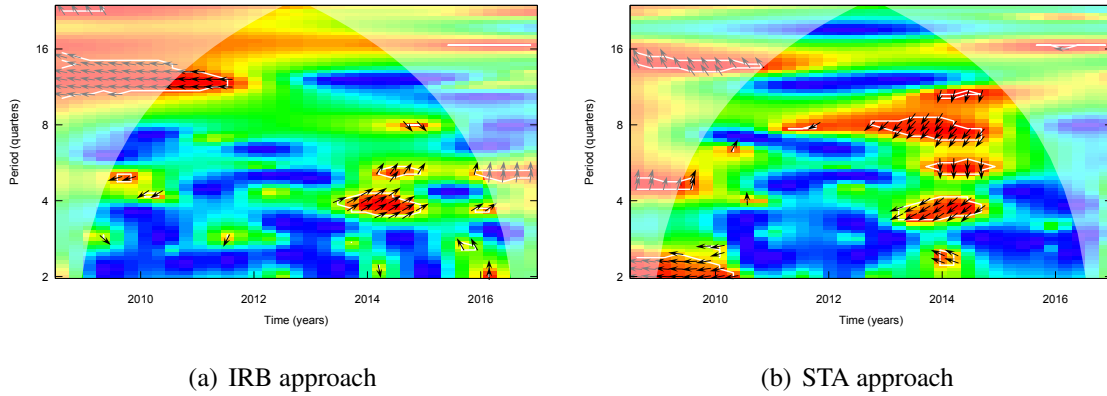 16
8
4
2
Period (quarters)
2010 2012 2014 2016
Time (years)
(a) IRB approach
16
8
4
2
Period (quarters)
2010 2012 2014 2016
Time (years)
(b) STA approach